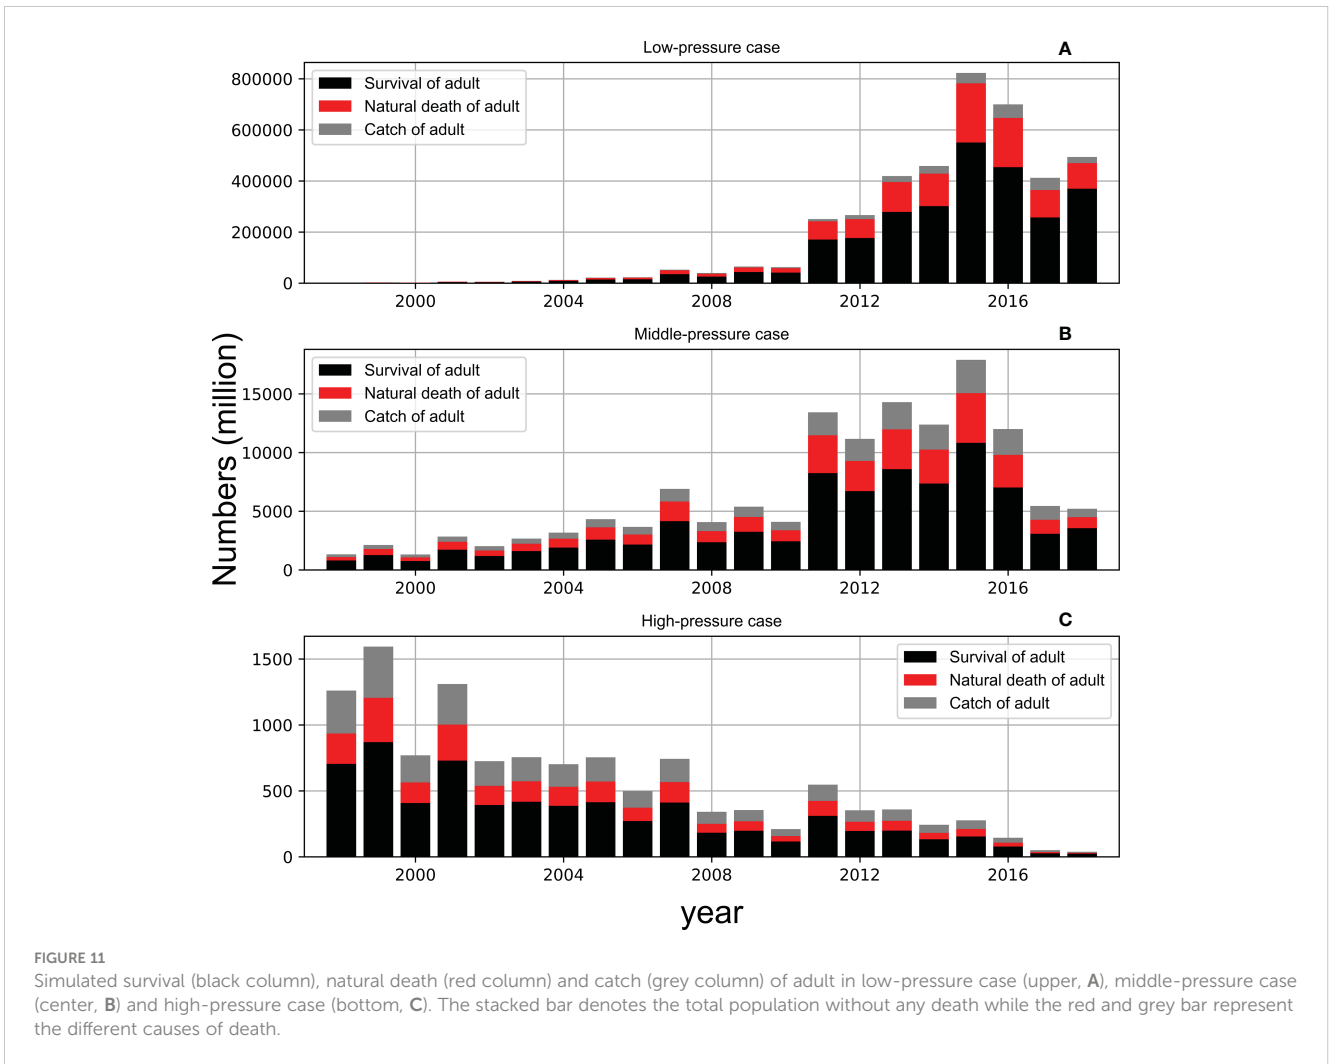 Low-pressure case
A
Survival of adult
Natural death of adult
Catch of adult
800000
600000
400000
200000
0
2000
2004
2008
2012
2016
Middle-pressure case
B
Survival of adult
Natural death of adult
Catch of adult
15000
10000
5000
0
2000
2004
2008
2012
2016
Numbers (million)
High-pressure case
C
Survival of adult
Natural death of adult
Catch of adult
1500
1000
500
0
2000
2004
2008
2012
2016
year
FIGURE 11
Simulated survival (black column), natural death (red column) and catch (grey column) of adult in low-pressure case (upper, A), middle-pressure case
(center, B) and high-pressure case (bottom, C). The stacked bar denotes the total population without any death while the red and grey bar represent
the different causes of death.